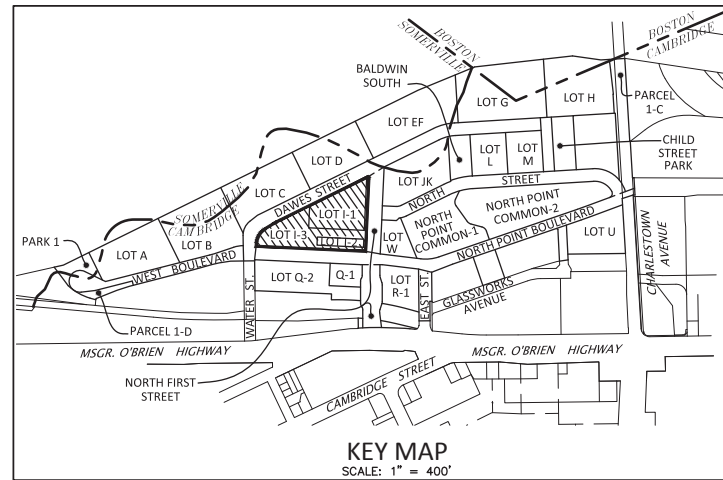 BOSTON
SOMERVILLE
BOSTON
CAMBRIDGE
BALDWIN
SOUTH
LOT G
LOT H
PARCEL
1-C
LOT EF
LOT D
LOT L
LOT M
CHILD
STREET
PARK
SOMERVILLE
CAMBRIDGE
LOT C
DAWES STREET
LOT JK
NORTH STREET
LOT I-1
LOT I-3
LOT I-2
LOT W
NORTH
POINT
COMMON-1
NORTH POINT
COMMON-2
NORTH POINT BOULEVARD
PARK 1
LOT A
LOT B
WEST BOULEVARD
LOT U
CHARLESTOWN
AVENUE
LOT Q-2
Q-1
LOT
R-1
EAST ST.
GLASSWORKS
AVENUE
WATER ST.
PARCEL 1-D
MSGR. O'BRIEN HIGHWAY
MSGR. O'BRIEN HIGHWAY
NORTH FIRST
STREET
CAMBRIDGE STREET
KEY MAP
SCALE: 1" = 400'